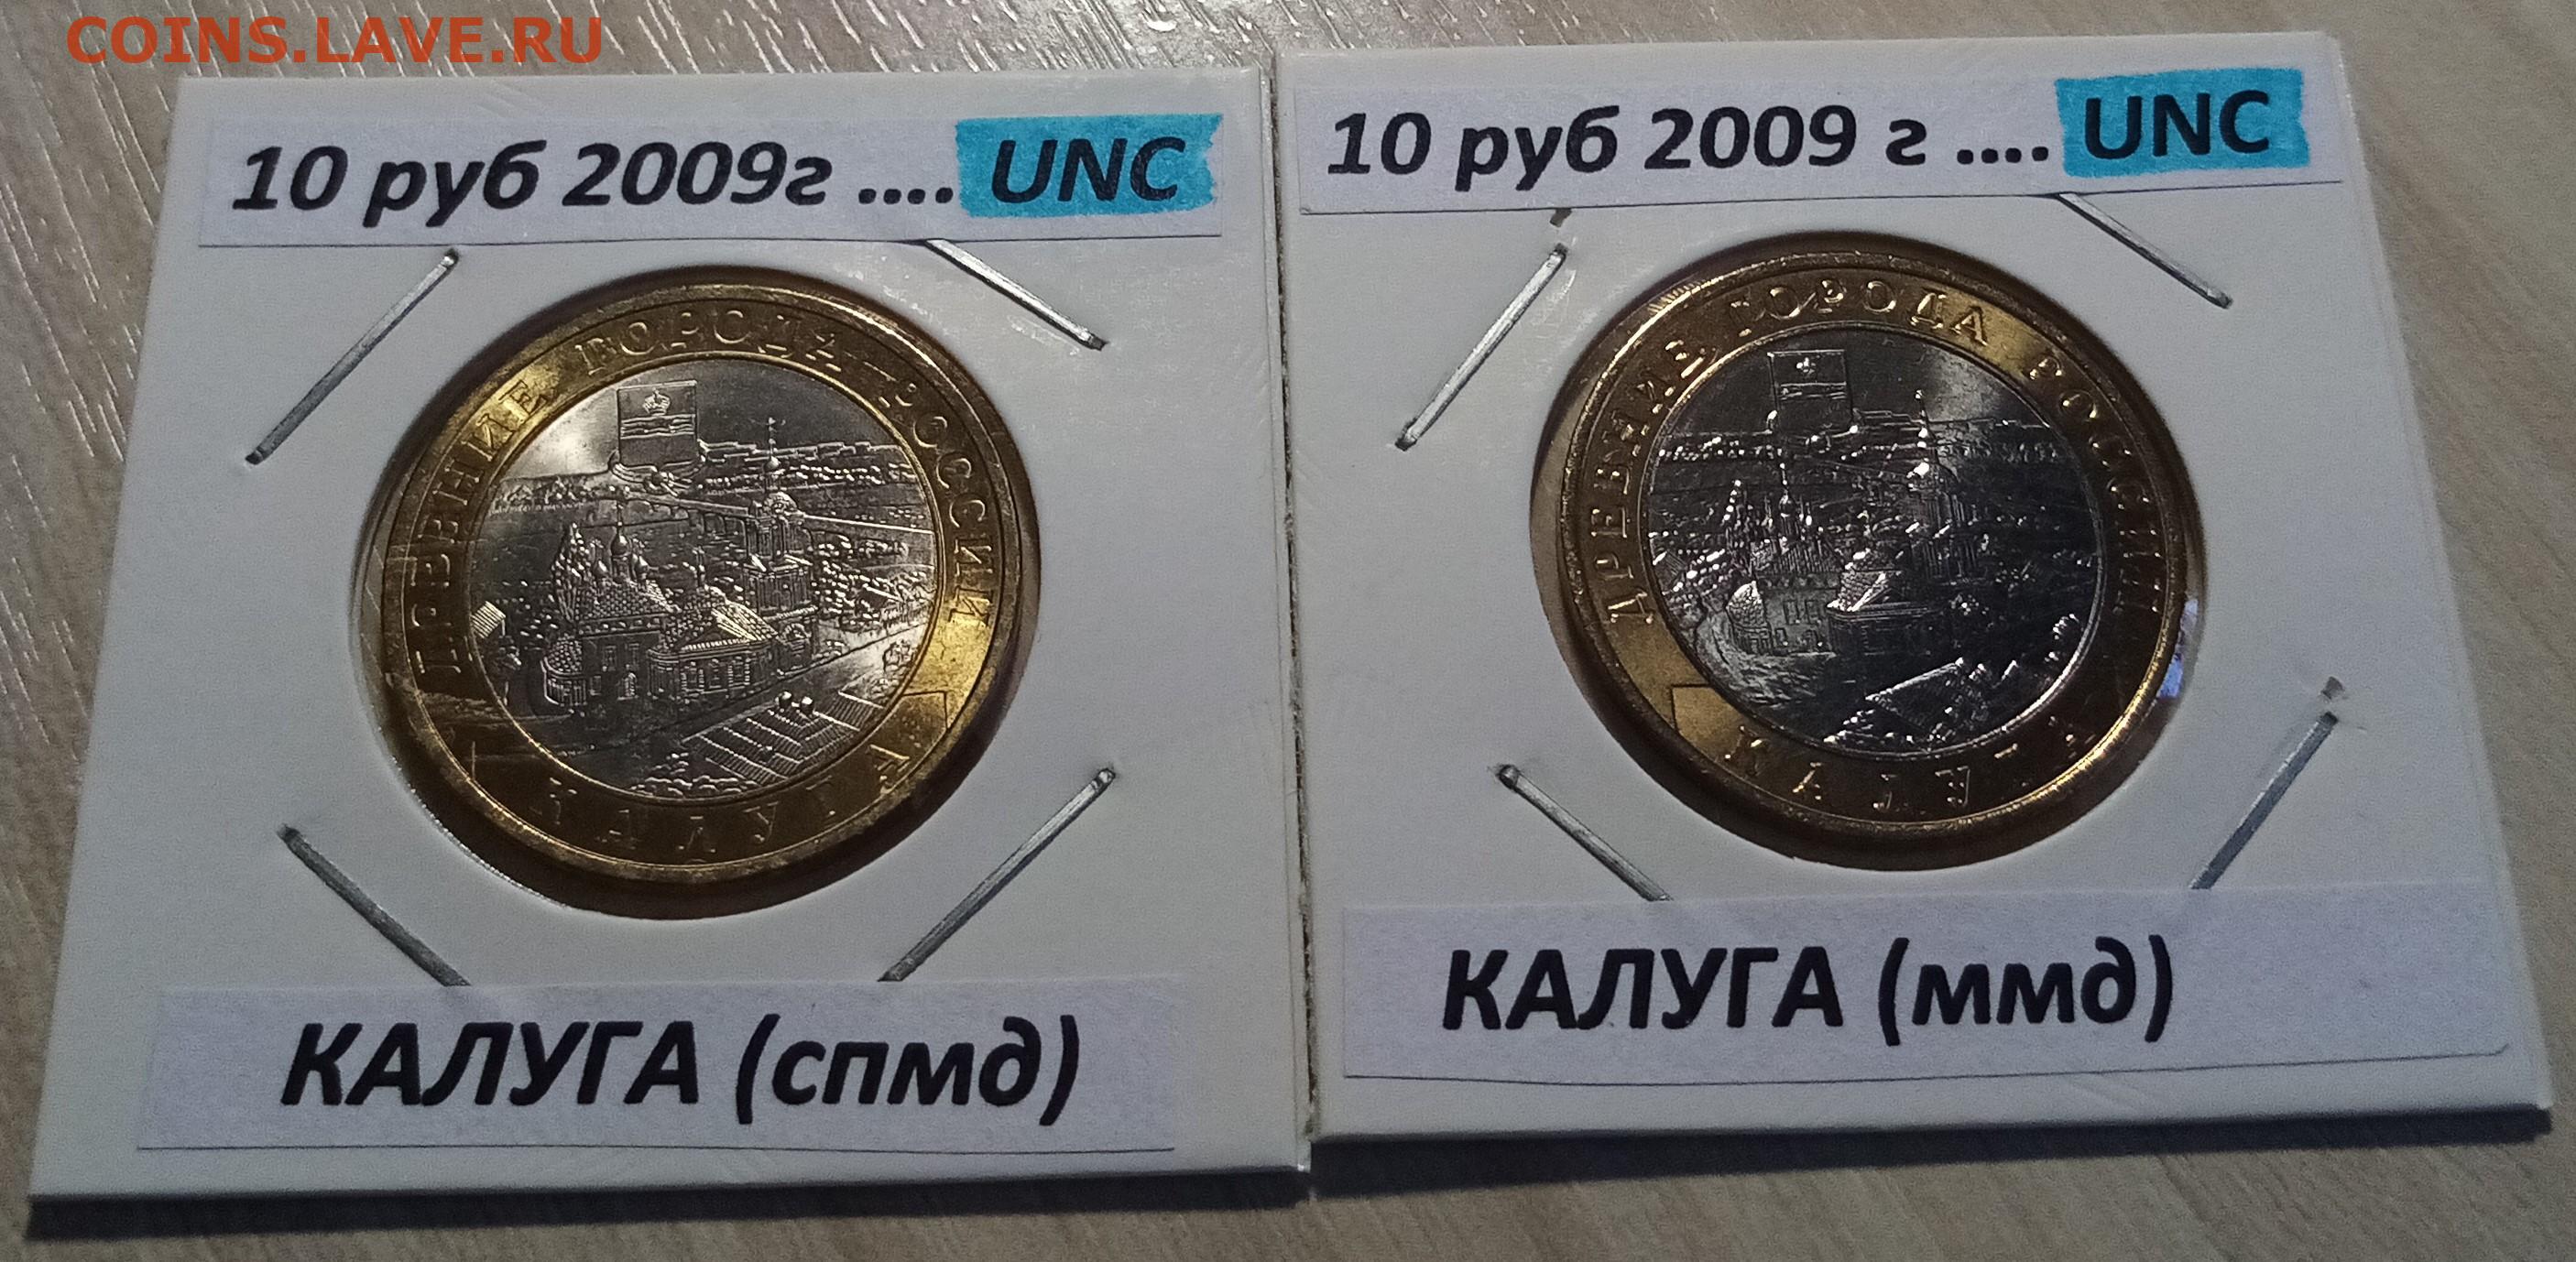 COINS.LAVE.RU
10 руб 2009г .... UNC
ДРЕВНИЕ ГОРОДА РОССИИ
КАЛУГА
КАЛУГА (спмд)
10 руб 2009 г .... UNC
ДРЕВНИЕ ГОРОДА РОССИИ
КАЛУГА
КАЛУГА (ммд)